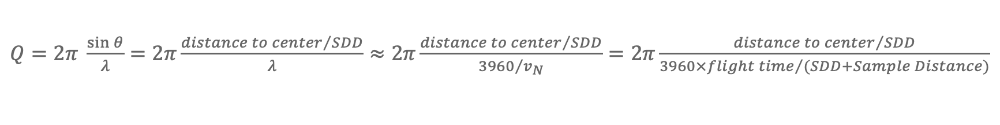 Q = 2π sin θ / λ = 2π (distance to center/SDD) / λ ≈ 2π (distance to center/SDD) / (3960/v_N) = 2π (distance to center/SDD) / (3960×flight time/(SDD+Sample Distance))